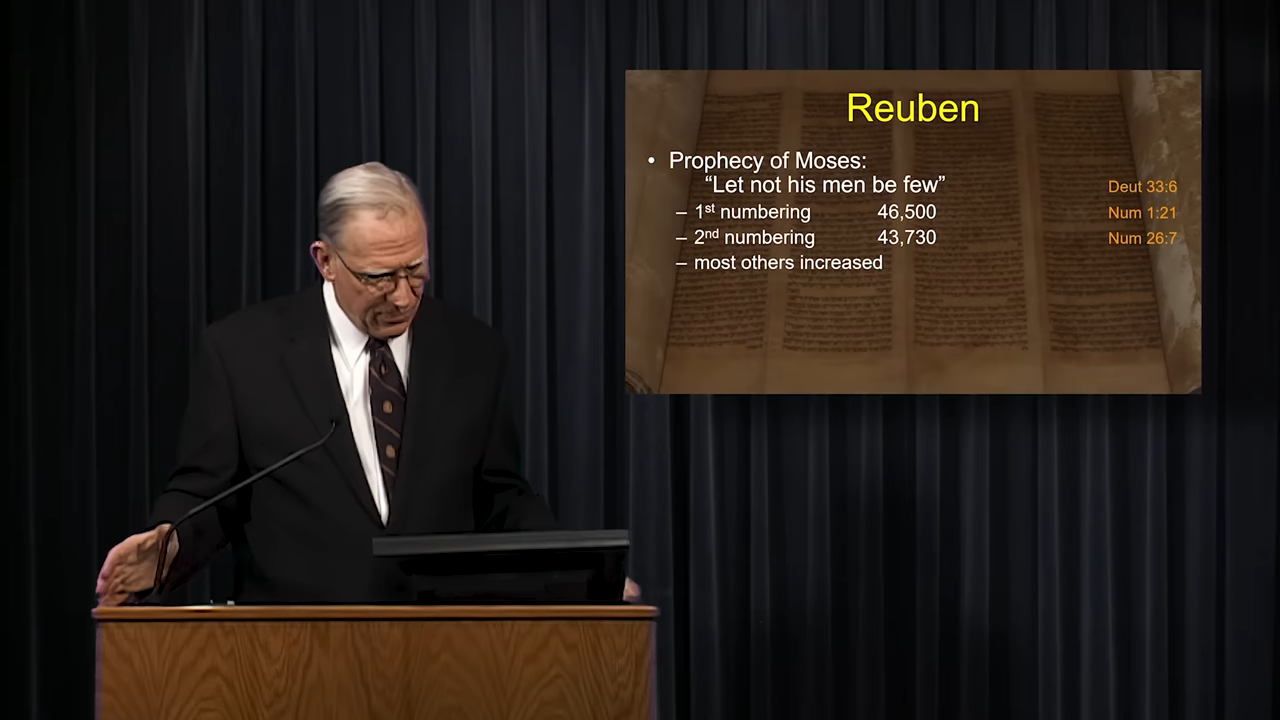 Reuben
• Prophecy of Moses:
“Let not his men be few” Deut 33:6
– 1st numbering 46,500 Num 1:21
– 2nd numbering 43,730 Num 26:7
– most others increased